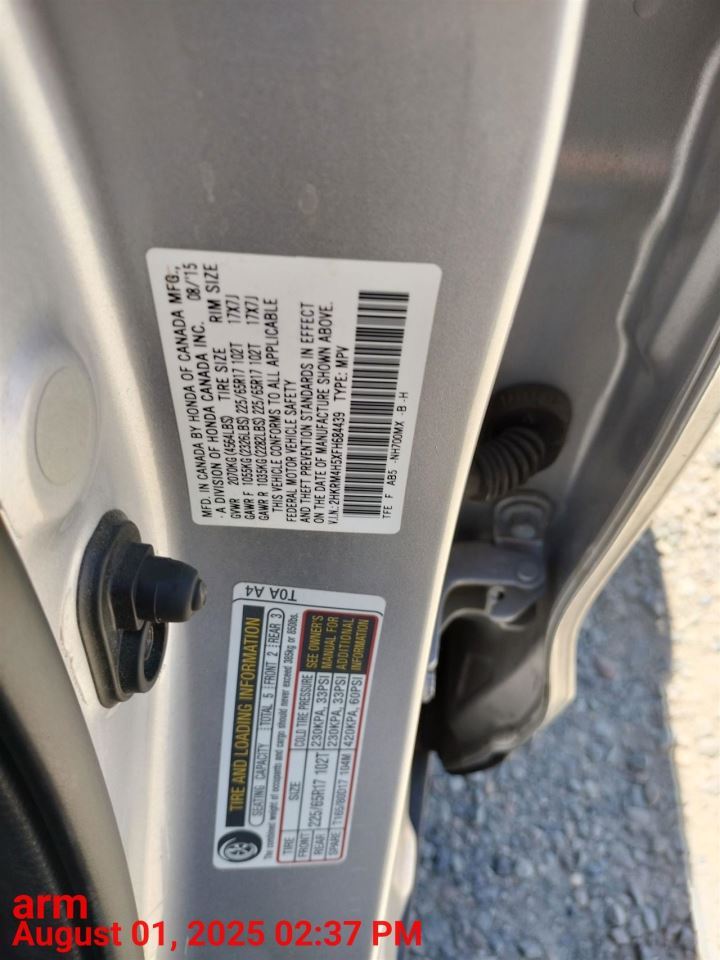 MFD. IN CANADA BY HONDA OF CANADA MFG.,
· A DIVISION OF HONDA CANADA INC. 08/'15
TIRE SIZE RIM SIZE
GVWR 2070KG(4564LBS)
GAWR F 1055KG(2326LBS) 225/65R17 102T 17X7J
GAWR R 1035KG(2282LBS) 225/65R17 102T 17X7J
THIS VEHICLE CONFORMS TO ALL APPLICABLE
FEDERAL MOTOR VEHICLE SAFETY
AND THEFT PREVENTION STANDARDS IN EFFECT
ON THE DATE OF MANUFACTURE SHOWN ABOVE.
V.I.N.: 2HKRM4H5XFH684439 TYPE: MPV
TFE F AB5 -NH700MX -B -H
TIRE AND LOADING INFORMATION T0A A4
SEATING CAPACITY TOTAL 5 FRONT 2 REAR 3
The combined weight of occupants and cargo should never exceed 385kg or 850lbs.
TIRE SIZE COLD TIRE PRESSURE
FRONT 225/65R17 102T 230KPA, 33PSI
REAR 225/65R17 102T 230KPA, 33PSI
SPARE T165/80D17 104M 420KPA, 60PSI
SEE OWNER'S
MANUAL FOR
ADDITIONAL
INFORMATION
arm
August 01, 2025 02:37 PM